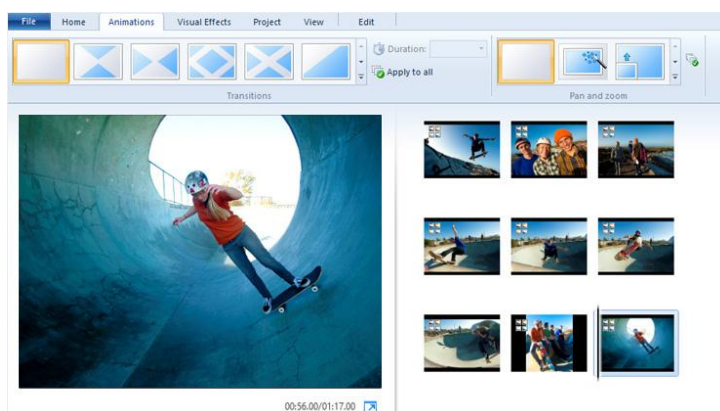 File Home Animations Visual Effects Project View Edit
Duration:
Apply to all
Transitions
Pan and zoom
00:56.00/01:17.00